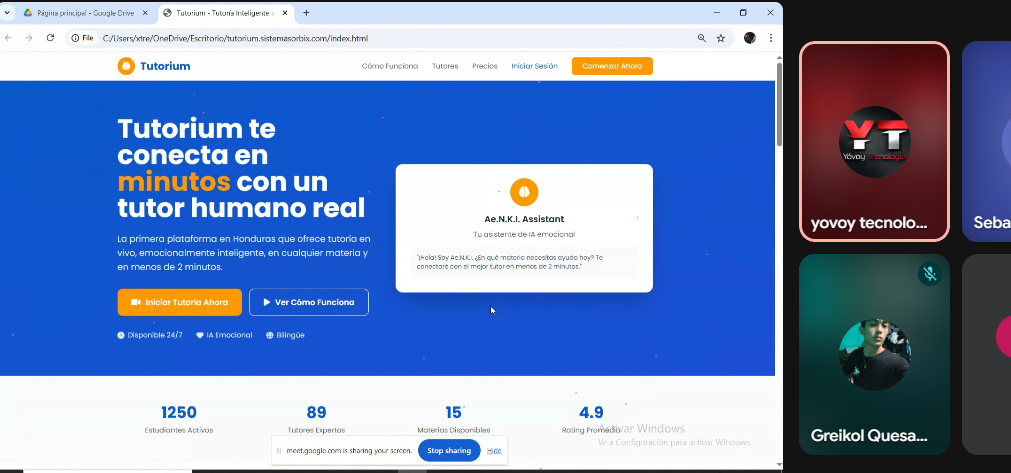 Página principal - Google Drive
Tutorium - Tutoría Inteligente
File
C:/Users/xtre/OneDrive/Escritorio/tutorium.sistemasorbix.com/index.html
Tutorium
Cómo Funciona
Tutores
Precios
Iniciar Sesión
Comenzar Ahora
Tutorium te
conecta en
minutos con un
tutor humano real
La primera plataforma en Honduras que ofrece tutoría en
vivo, emocionalmente inteligente, en cualquier materia y
en menos de 2 minutos.
Iniciar Tutoría Ahora
Ver Cómo Funciona
Disponible 24/7
IA Emocional
Bilingüe
Ae.N.K.I. Assistant
Tu asistente de IA emocional
"¡Hola! Soy Ae.N.K.I. ¿En qué materia necesitas ayuda hoy? Te
conectaré con el mejor tutor en menos de 2 minutos."
1250
Estudiantes Activos
89
Tutores Expertos
15
Materias Disponibles
4.9
Rating Promedio
Activar Windows
Ve a Configuración para activar Windows.
meet.google.com is sharing your screen.
Stop sharing
Hide
YT
Yóvoy Tecnología
yovoy tecnolo...
Seba
Greikol Quesa...